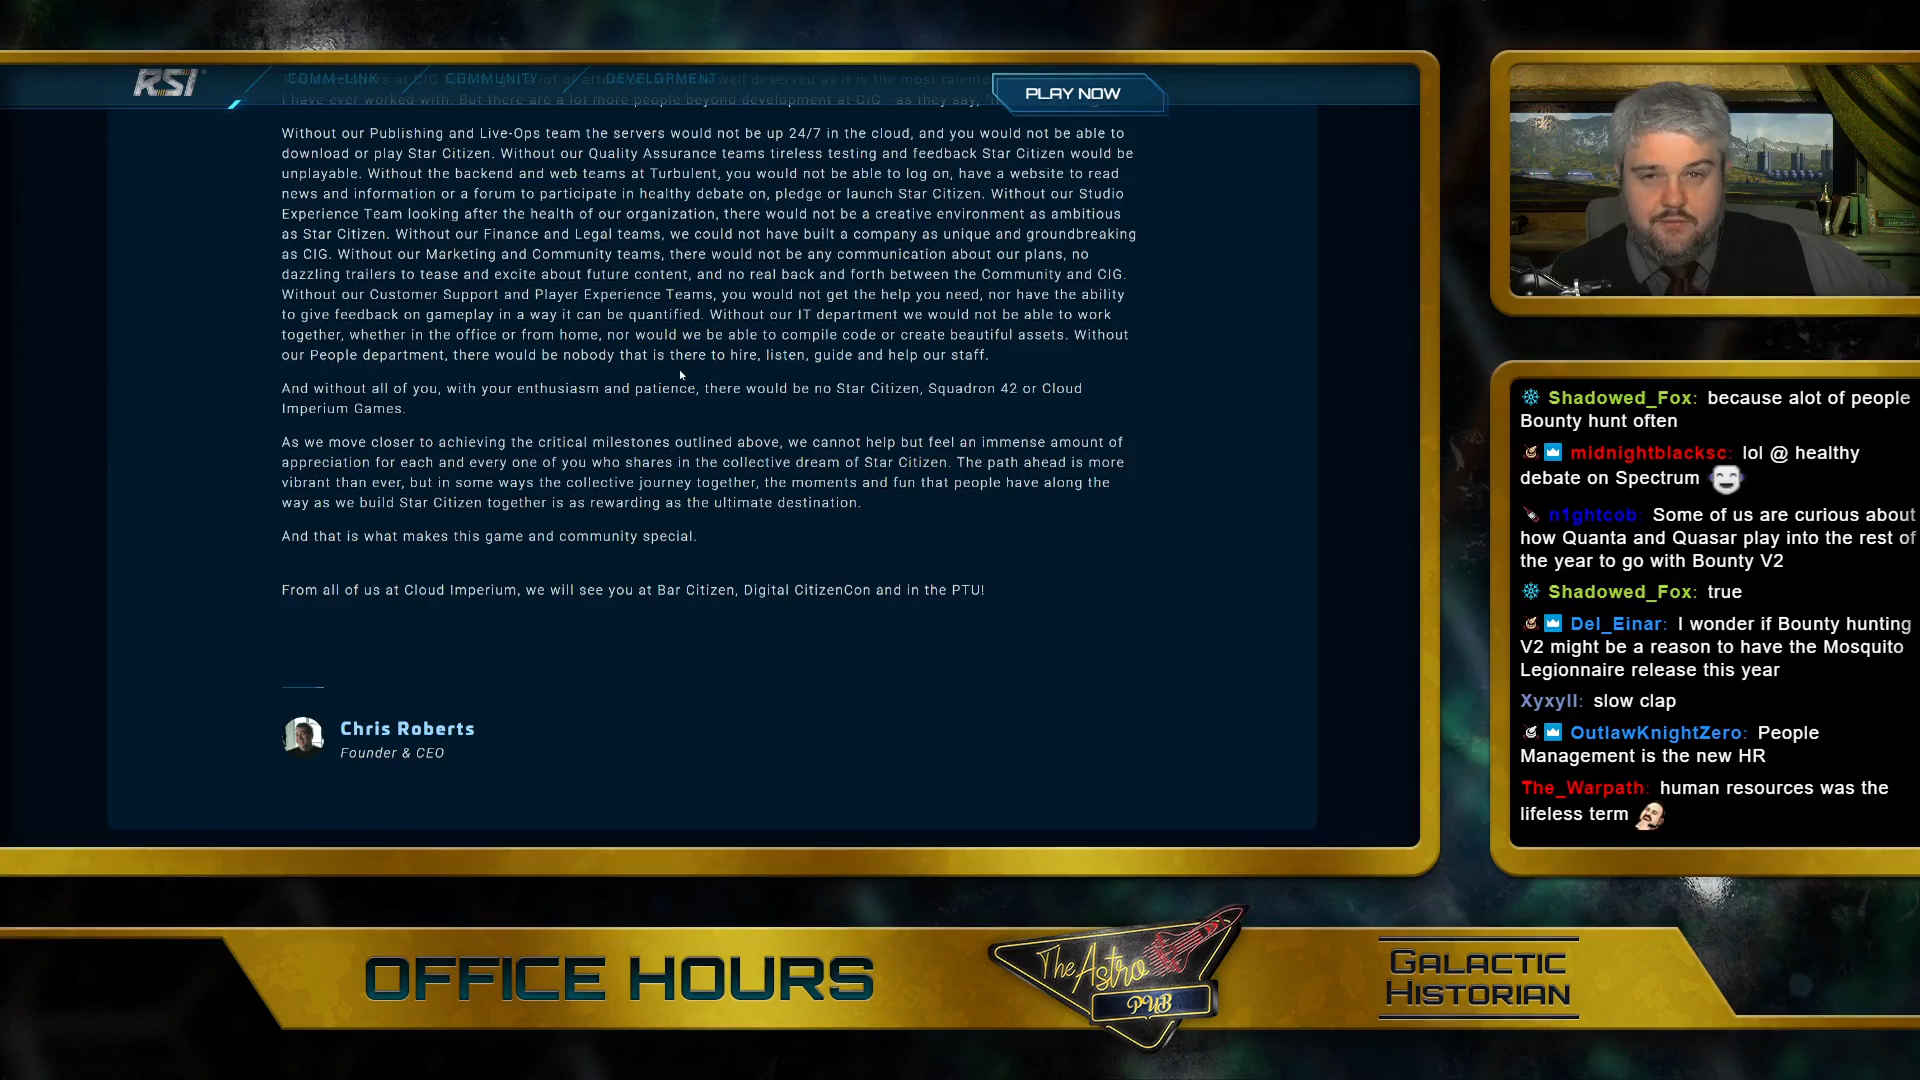 RSI
COMM-LINK
COMMUNITY
DEVELOPMENT
PLAY NOW
I have ever worked with. But there are a lot more people beyond development at CIG as they say,
Without our Publishing and Live-Ops team the servers would not be up 24/7 in the cloud, and you would not be able to
download or play Star Citizen. Without our Quality Assurance teams tireless testing and feedback Star Citizen would be
unplayable. Without the backend and web teams at Turbulent, you would not be able to log on, have a website to read
news and information or a forum to participate in healthy debate on, pledge or launch Star Citizen. Without our Studio
Experience Team looking after the health of our organization, there would not be a creative environment as ambitious
as Star Citizen. Without our Finance and Legal teams, we could not have built a company as unique and groundbreaking
as CIG. Without our Marketing and Community teams, there would not be any communication about our plans, no
dazzling trailers to tease and excite about future content, and no real back and forth between the Community and CIG.
Without our Customer Support and Player Experience Teams, you would not get the help you need, nor have the ability
to give feedback on gameplay in a way it can be quantified. Without our IT department we would not be able to work
together, whether in the office or from home, nor would we be able to compile code or create beautiful assets. Without
our People department, there would be nobody that is there to hire, listen, guide and help our staff.
And without all of you, with your enthusiasm and patience, there would be no Star Citizen, Squadron 42 or Cloud
Imperium Games.
As we move closer to achieving the critical milestones outlined above, we cannot help but feel an immense amount of
appreciation for each and every one of you who shares in the collective dream of Star Citizen. The path ahead is more
vibrant than ever, but in some ways the collective journey together, the moments and fun that people have along the
way as we build Star Citizen together is as rewarding as the ultimate destination.
And that is what makes this game and community special.
From all of us at Cloud Imperium, we will see you at Bar Citizen, Digital CitizenCon and in the PTU!
Chris Roberts
Founder & CEO
Shadowed_Fox: because alot of people
Bounty hunt often
midnightblacksc: lol @ healthy
debate on Spectrum
n1ghtcob: Some of us are curious about
how Quanta and Quasar play into the rest of
the year to go with Bounty V2
Shadowed_Fox: true
Del_Einar: I wonder if Bounty hunting
V2 might be a reason to have the Mosquito
Legionnaire release this year
Xyxyll: slow clap
OutlawKnightZero: People
Management is the new HR
The_Warpath: human resources was the
lifeless term
OFFICE HOURS
The Astro
PUB
GALACTIC
HISTORIAN